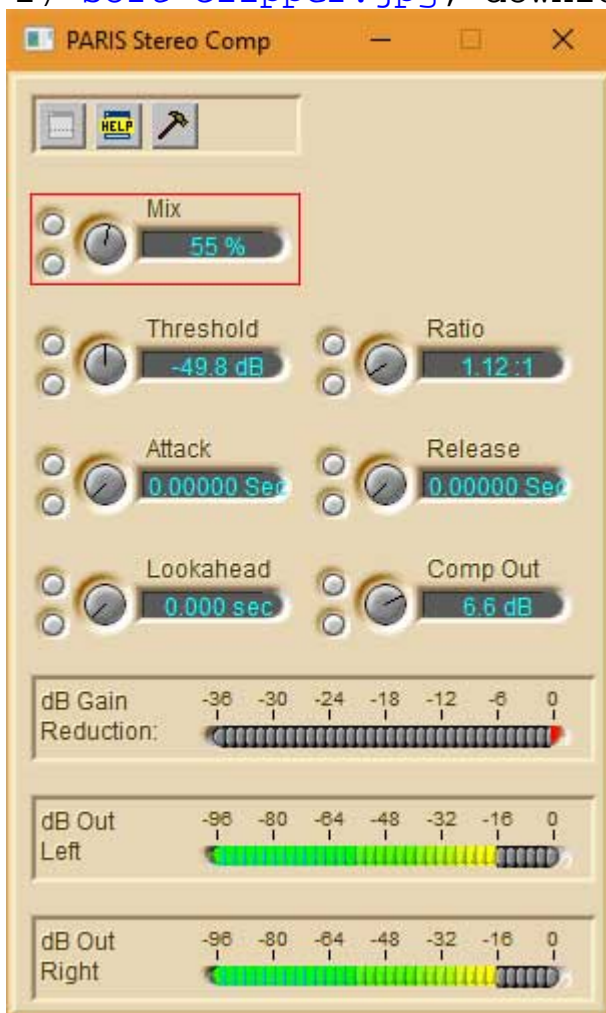 PARIS Stereo Comp
HELP
Mix
55 %
Threshold Ratio
-49.8 dB 1.12:1
Attack Release
0.00000 Sec 0.00000 Sec
Lookahead Comp Out
0.000 sec 6.6 dB
dB Gain -36 -30 -24 -18 -12 -6 0
Reduction:
dB Out -96 -80 -64 -48 -32 -16 0
Left
dB Out -96 -80 -64 -48 -32 -16 0
Right